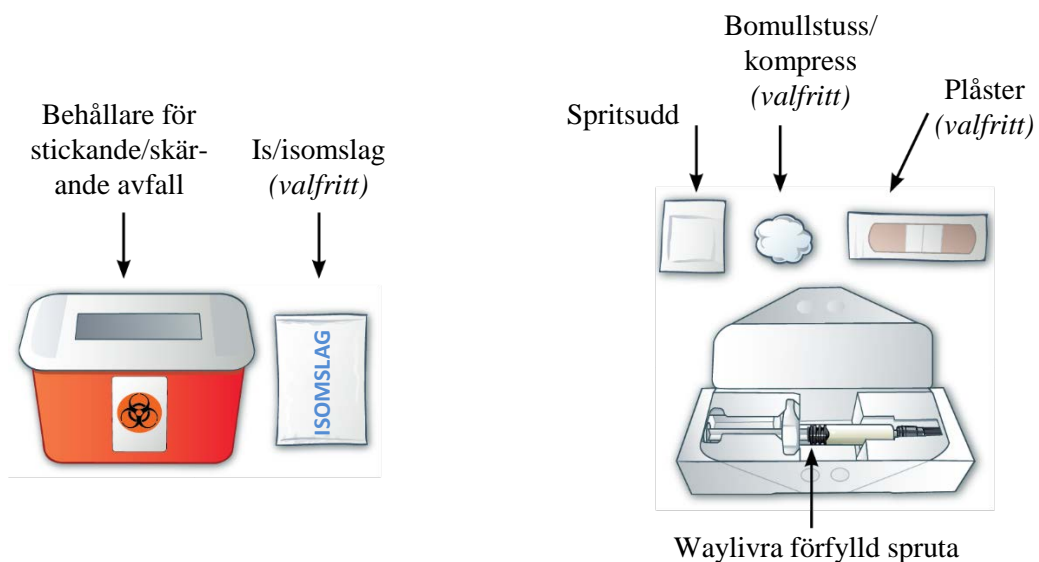 Behållare för
stickande/skär-
ande avfall
Is/isomslag
(valfritt)
ISOMSLAG
Spritsudd
Bomullstuss/
kompress
(valfritt)
Plåster
(valfritt)
Waylivra förfylld spruta